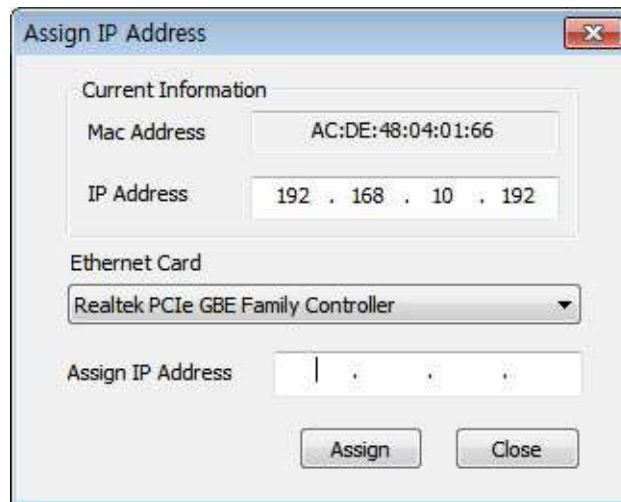 Assign IP Address
Current Information
Mac Address AC:DE:48:04:01:66
IP Address 192 . 168 . 10 . 192
Ethernet Card
Realtek PCIe GBE Family Controller
Assign IP Address . . .
Assign Close